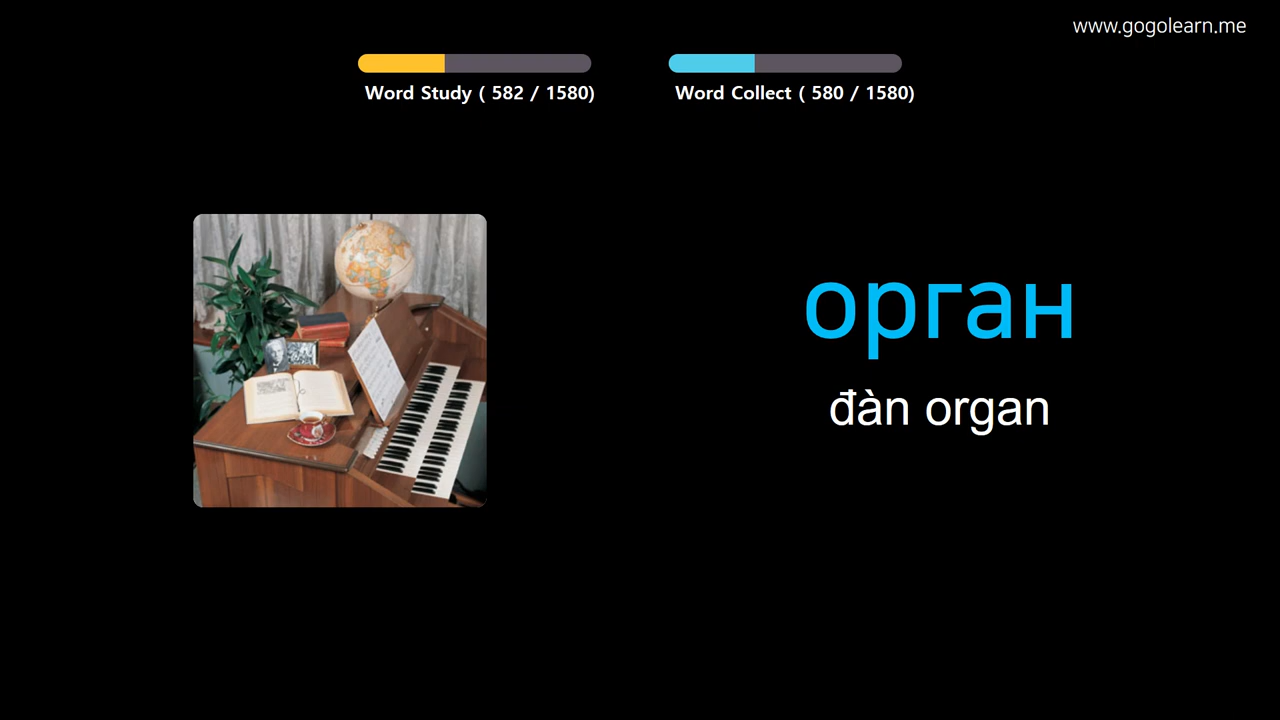 www.gogolearn.me
Word Study ( 582 / 1580)
Word Collect ( 580 / 1580)
орган
đàn organ